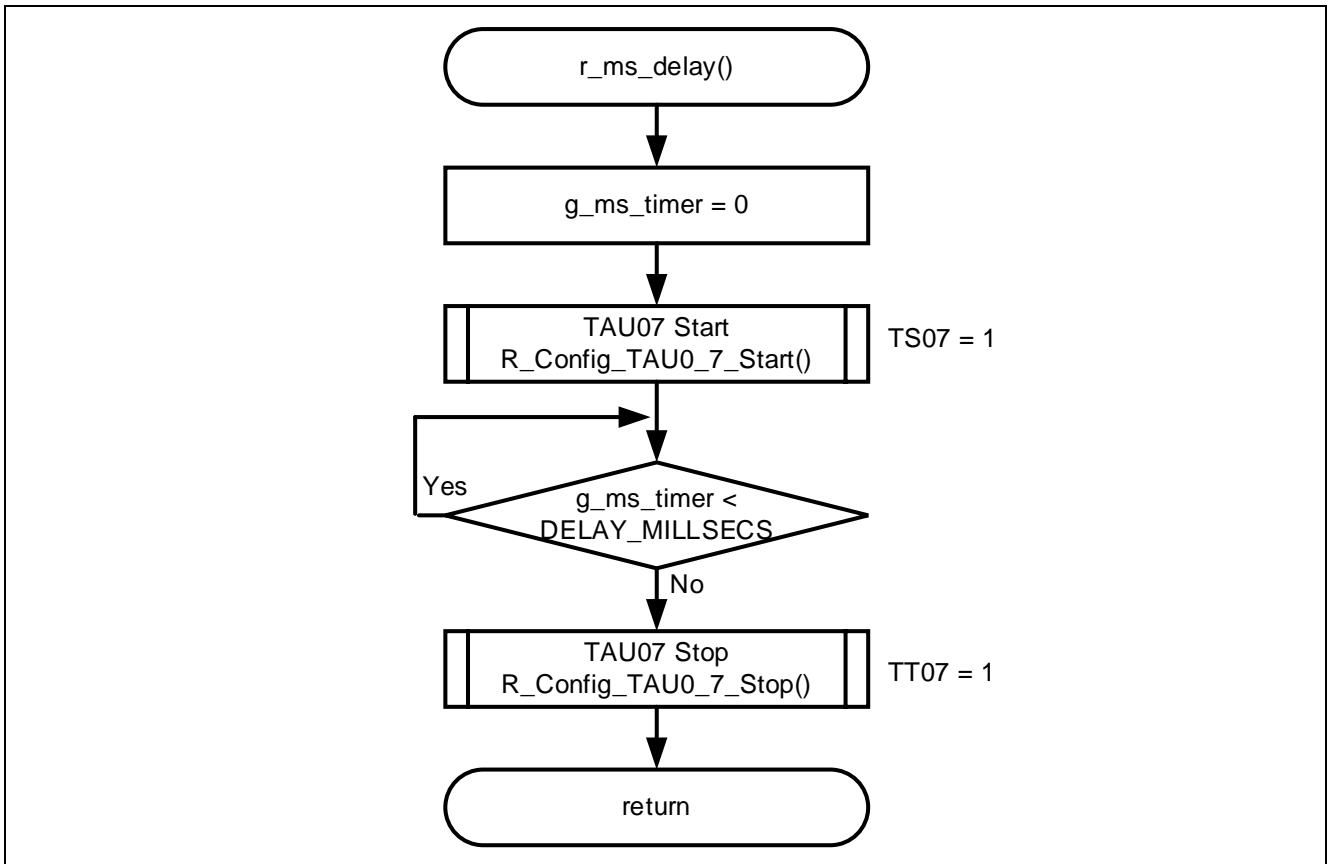 r_ms_delay()
g_ms_timer = 0
TAU07 Start
R_Config_TAU0_7_Start()
TS07 = 1
Yes
g_ms_timer <
DELAY_MILLSECS
No
TAU07 Stop
R_Config_TAU0_7_Stop()
TT07 = 1
return